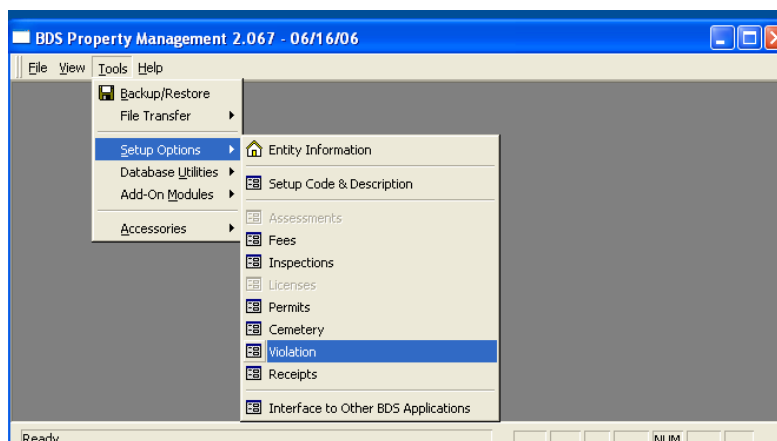 BDS Property Management 2.067 - 06/16/06
File View Tools Help
Backup/Restore
File Transfer
Setup Options
Database Utilities
Add-On Modules
Accessories
Entity Information
Setup Code & Description
Assessments
Fees
Inspections
Licenses
Permits
Cemetery
Violation
Receipts
Interface to Other BDS Applications
Ready
NUM